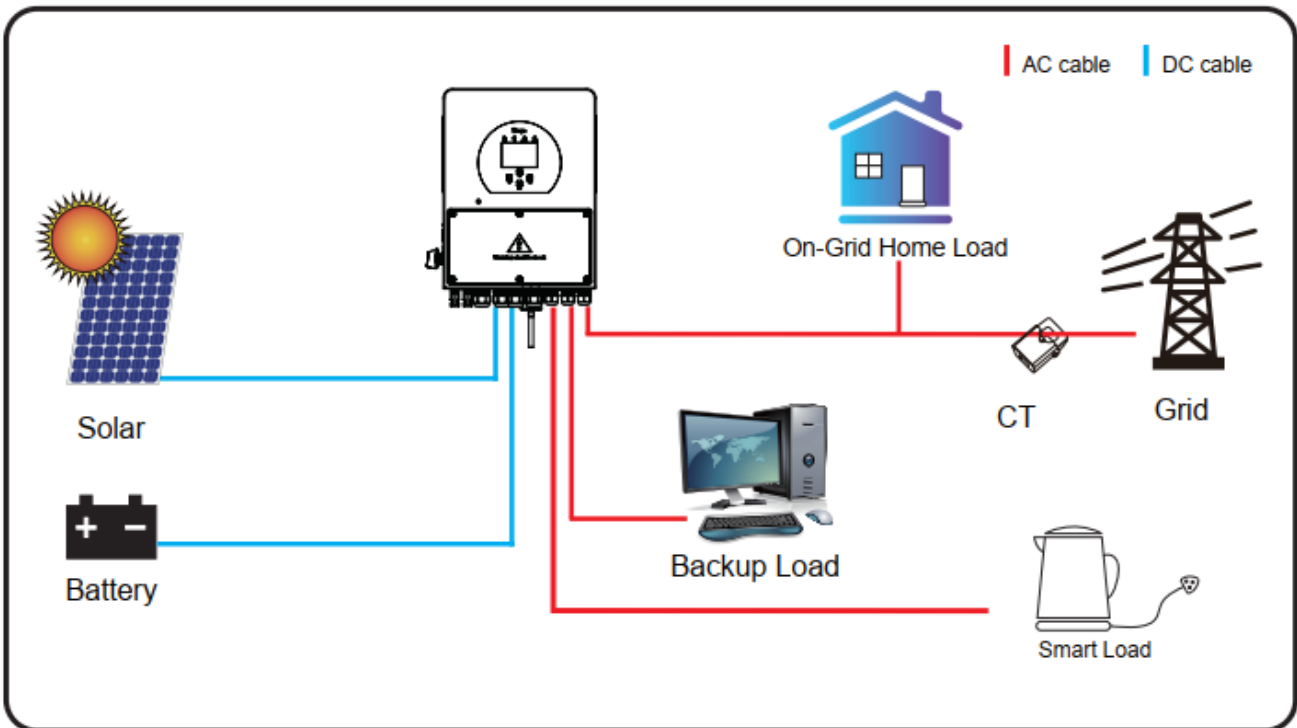 AC cable
DC cable
On-Grid Home Load
Solar
CT
Grid
Battery
Backup Load
Smart Load